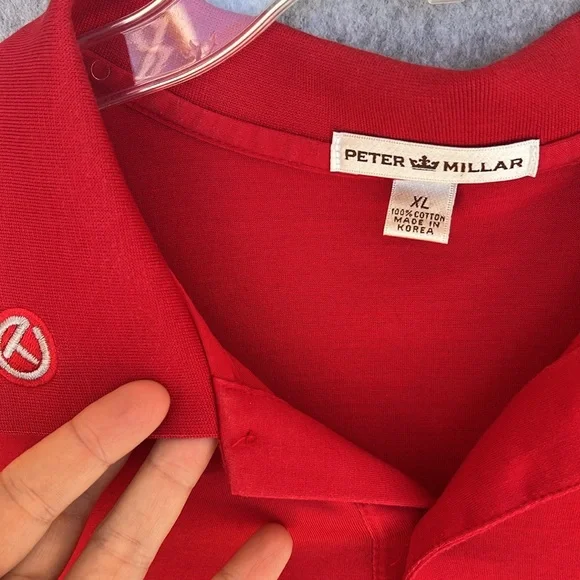 PETER MILLAR
XL
100% COTTON
MADE IN
KOREA